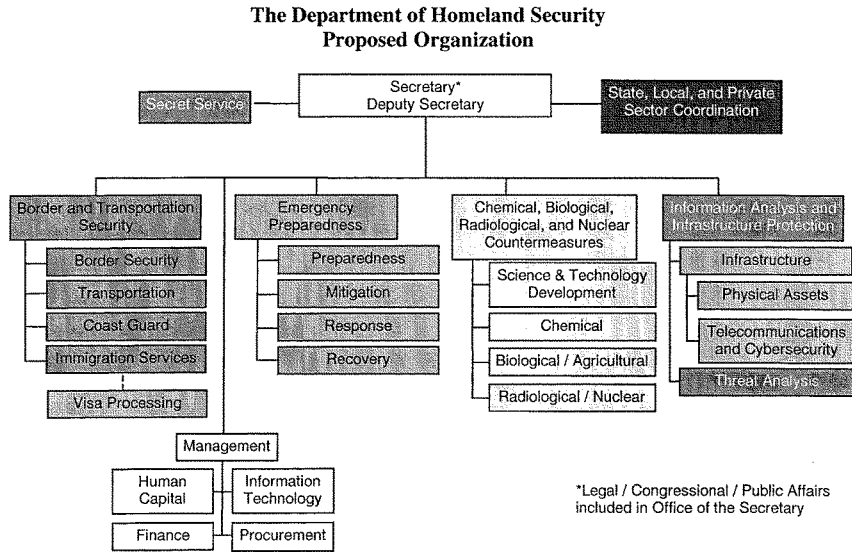 The Department of Homeland Security
Proposed Organization
Secret Service
Secretary*
Deputy Secretary
State, Local, and Private
Sector Coordination
Border and Transportation
Security
Border Security
Transportation
Coast Guard
Immigration Services
Visa Processing
Emergency
Preparedness
Preparedness
Mitigation
Response
Recovery
Chemical, Biological,
Radiological, and Nuclear
Countermeasures
Science & Technology
Development
Chemical
Biological / Agricultural
Radiological / Nuclear
Information Analysis and
Infrastructure Protection
Infrastructure
Physical Assets
Telecommunications
and Cybersecurity
Threat Analysis
Management
Human
Capital
Information
Technology
Finance
Procurement
*Legal / Congressional / Public Affairs
included in Office of the Secretary